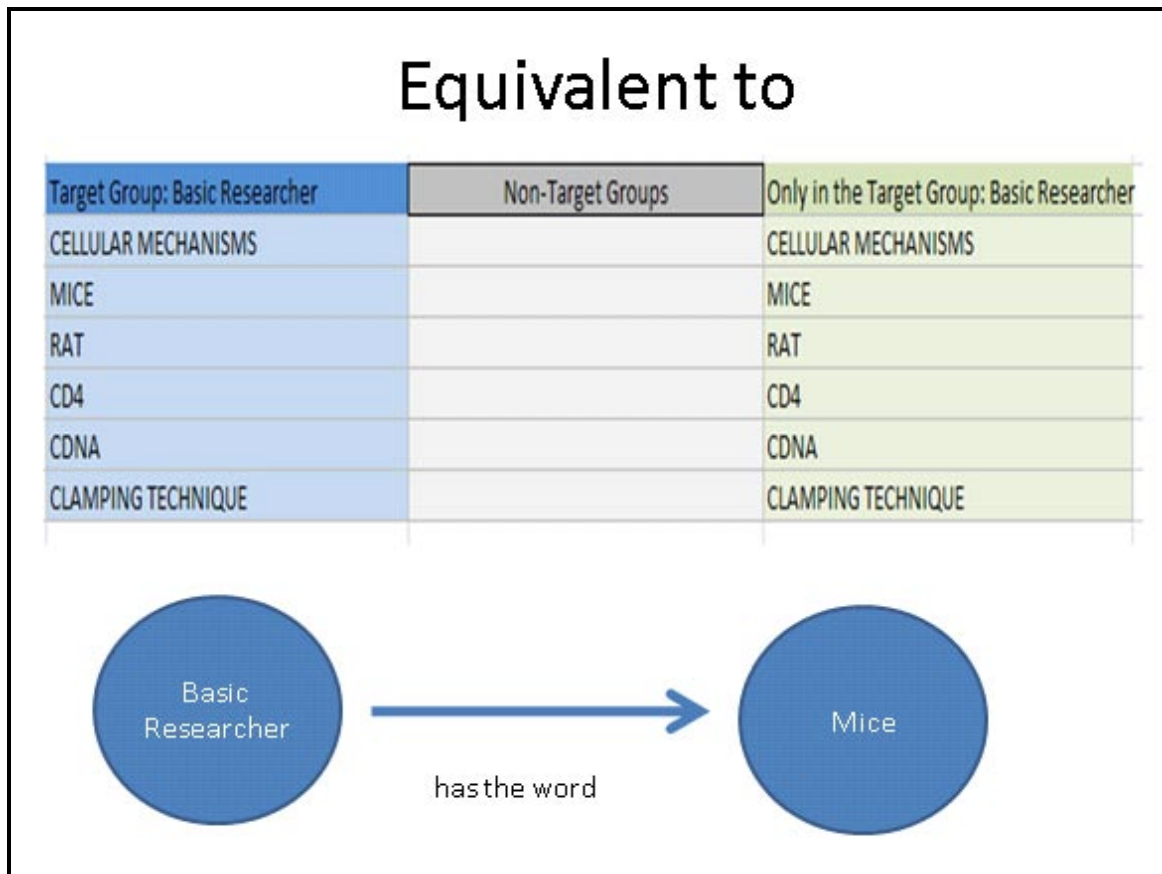 Equivalent to
Target Group: Basic Researcher Non-Target Groups Only in the Target Group: Basic Researcher
CELLULAR MECHANISMS CELLULAR MECHANISMS
MICE MICE
RAT RAT
CD4 CD4
CDNA CDNA
CLAMPING TECHNIQUE CLAMPING TECHNIQUE
Basic
Researcher
Mice
has the word